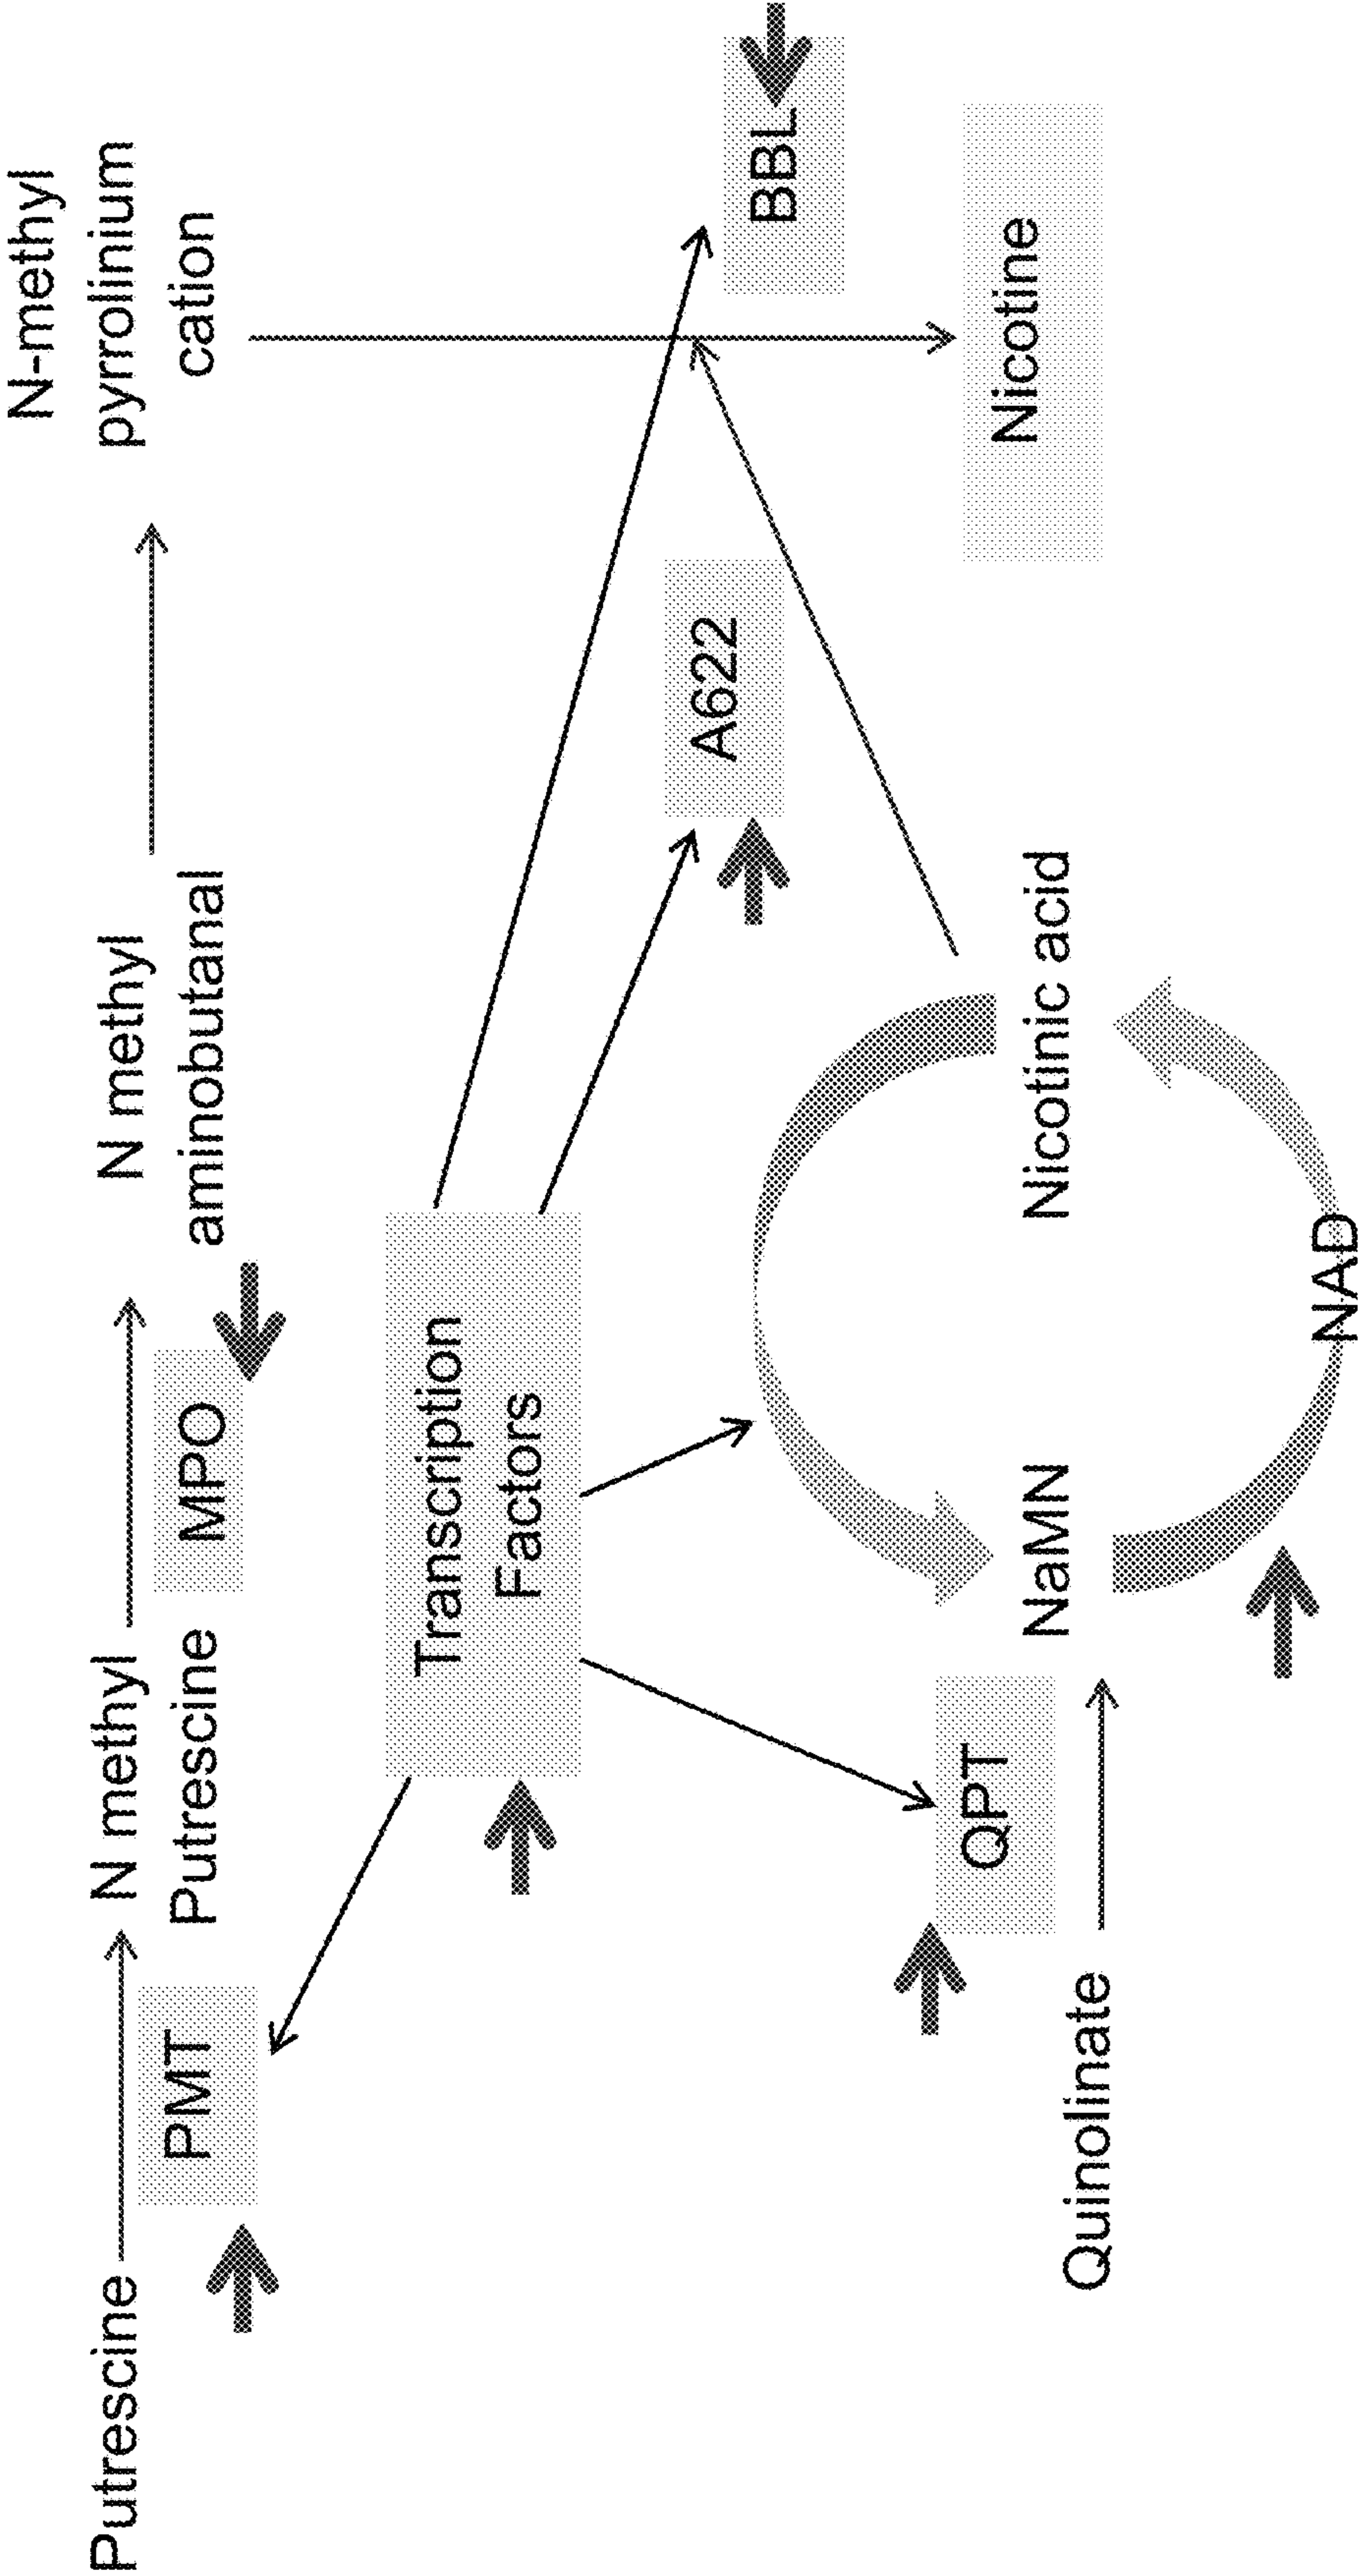 Putrescine
N methyl
Putrescine
N methyl
aminobutanal
N-methyl
pyrrolinium
cation
PMT
MPO
Transcription
Factors
A622
BBL
QPT
Quinolinate
NaMN
Nicotinic acid
NAD
Nicotine